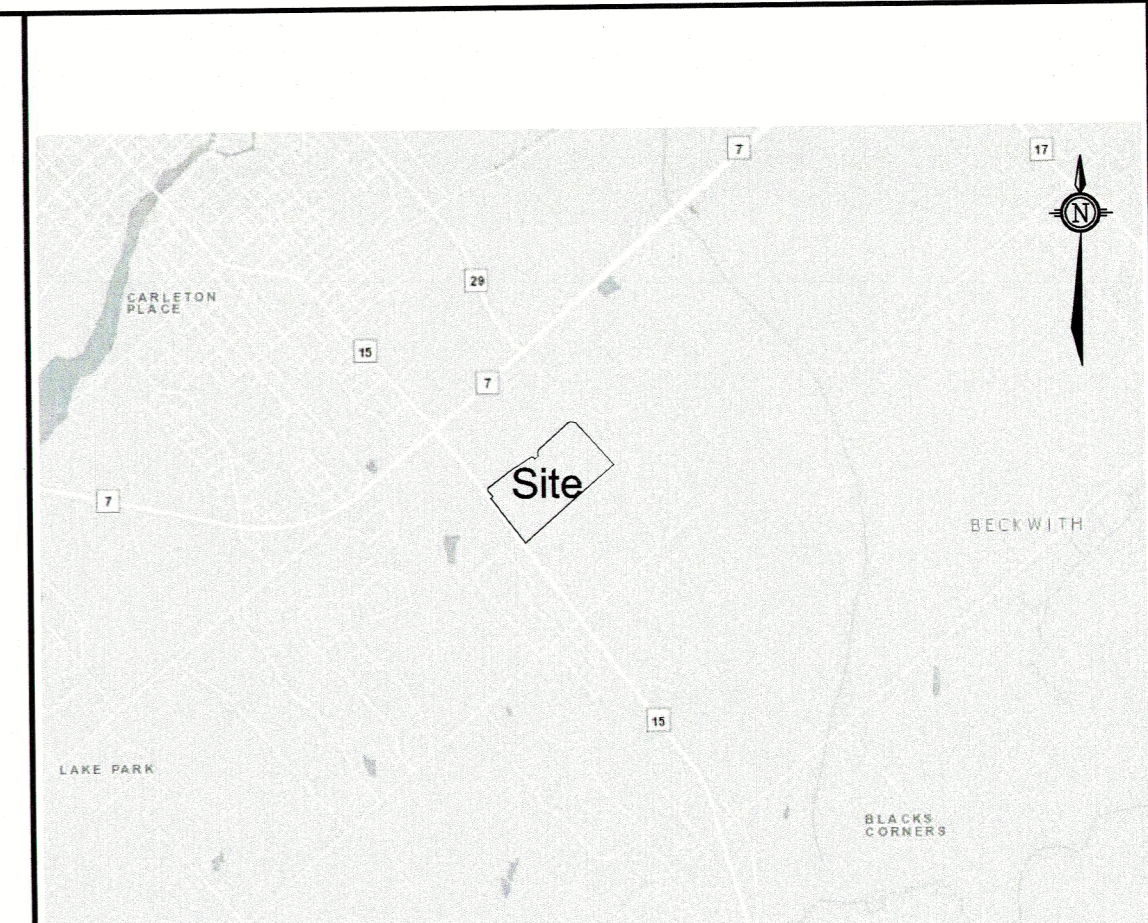 7
17
N
29
CARLETON
PLACE
15
7
Site
7
BECKWITH
15
LAKE PARK
BLACKS
CORNERS